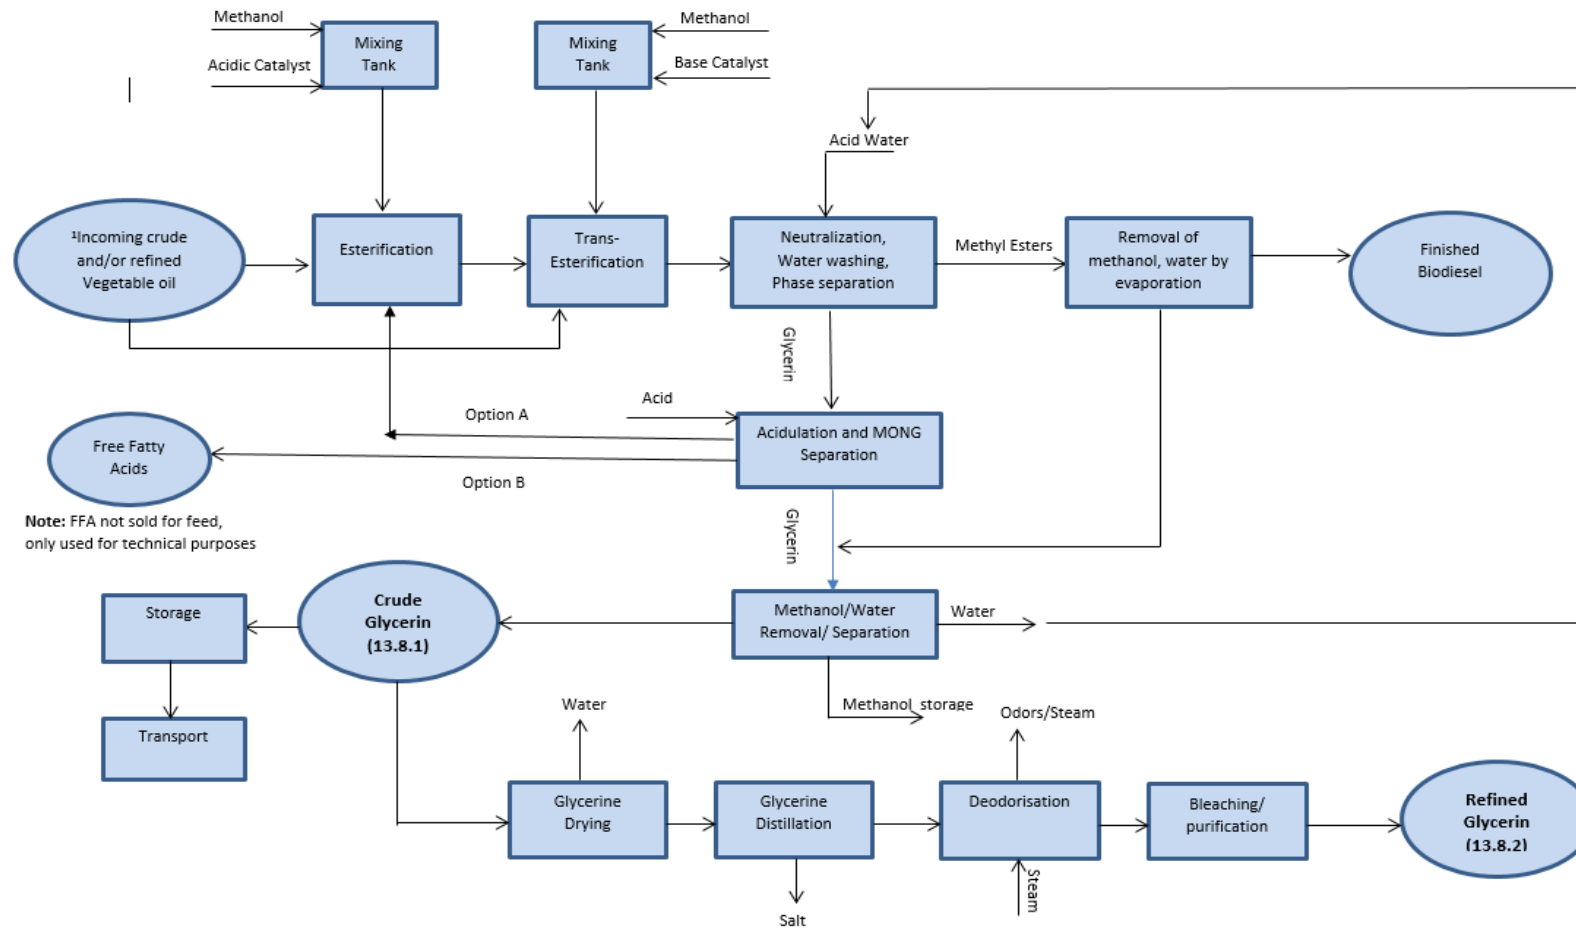 Methanol
Acidic Catalyst
Mixing
Tank
Mixing
Tank
Methanol
Base Catalyst
Acid Water
¹Incoming crude
and/or refined
Vegetable oil
Esterification
Trans-
Esterification
Neutralization,
Water washing,
Phase separation
Methyl Esters
Removal of
methanol, water by
evaporation
Finished
Biodiesel
Glycerin
Acid
Option A
Acidulation and MONG
Separation
Free Fatty
Acids
Option B
Note: FFA not sold for feed,
only used for technical purposes
Glycerin
Storage
Crude
Glycerin
(13.8.1)
Methanol/Water
Removal/ Separation
Water
Transport
Water
Methanol storage
Odors/Steam
Glycerine
Drying
Glycerine
Distillation
Deodorisation
Bleaching/
purification
Refined
Glycerin
(13.8.2)
Steam
Salt